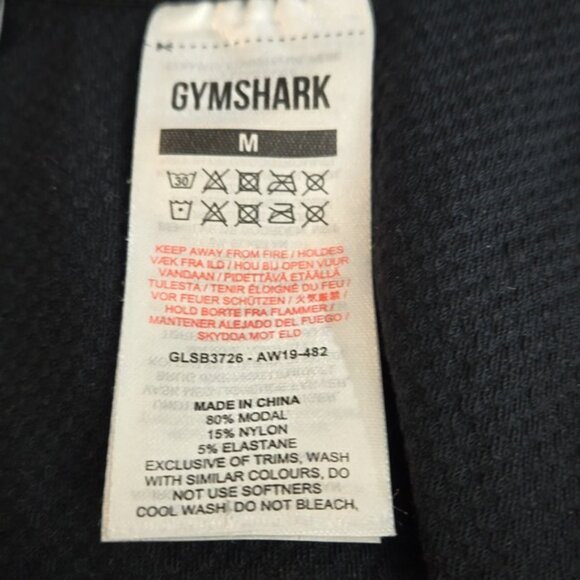 GYMSHARK
M
30
KEEP AWAY FROM FIRE / HOLDES
VÆK FRA ILD / HOU BIJ OPEN VUUR
VANDAAN / PIDETTÄVÄ ETÄÄLLÄ
TULESTA / TENIR ÉLOIGNÉ DU FEU /
VOR FEUER SCHÜTZEN / 火気厳禁 /
HOLD BORTE FRA FLAMMER /
MANTENER ALEJADO DEL FUEGO /
SKYDDA MOT ELD
GLSB3726 - AW19-482
MADE IN CHINA
80% MODAL
15% NYLON
5% ELASTANE
EXCLUSIVE OF TRIMS, WASH
WITH SIMILAR COLOURS, DO
NOT USE SOFTNERS
COOL WASH DO NOT BLEACH,